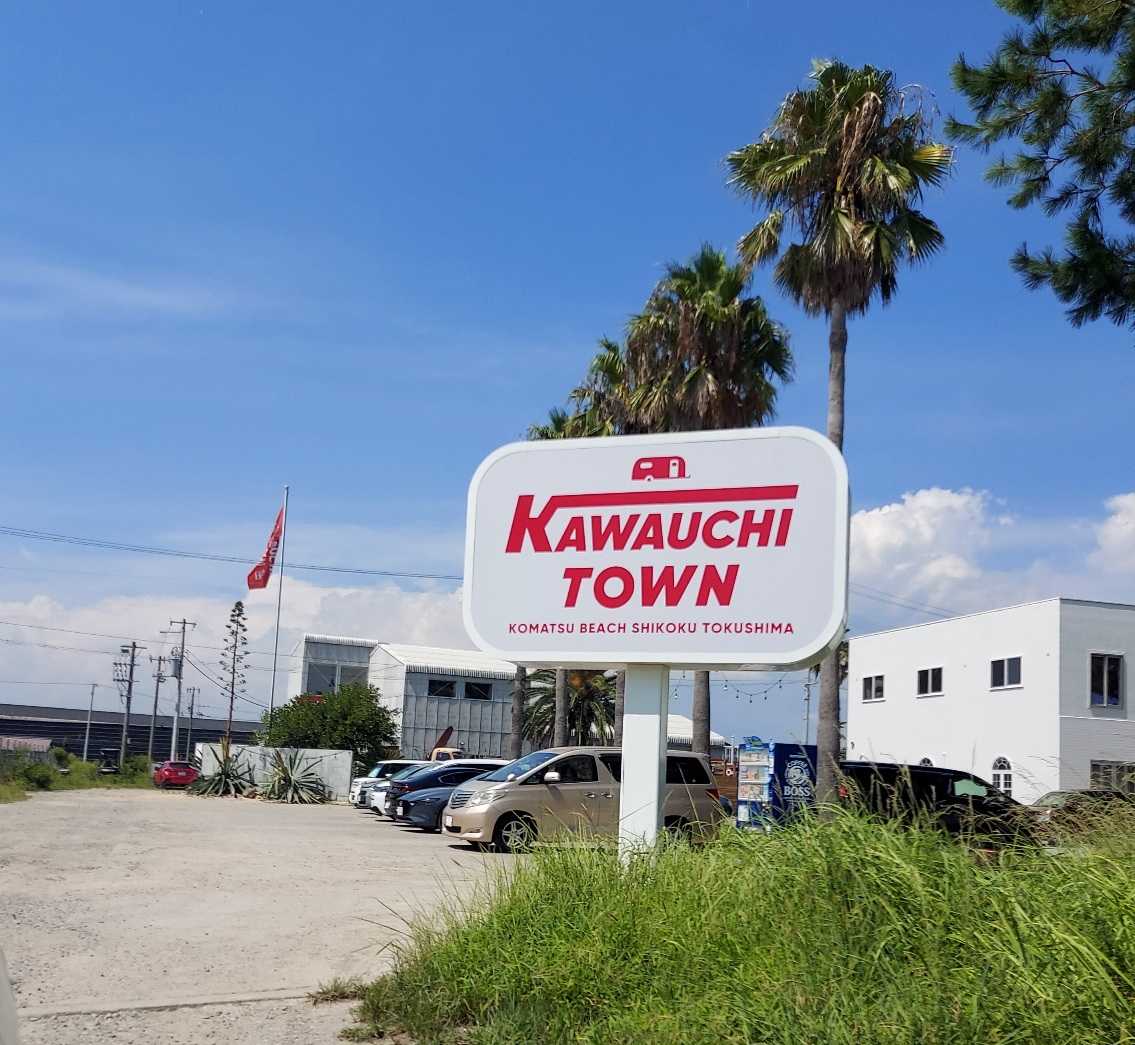 KAWAUCHI
TOWN
KOMATSU BEACH SHIKOKU TOKUSHIMA
BOSS